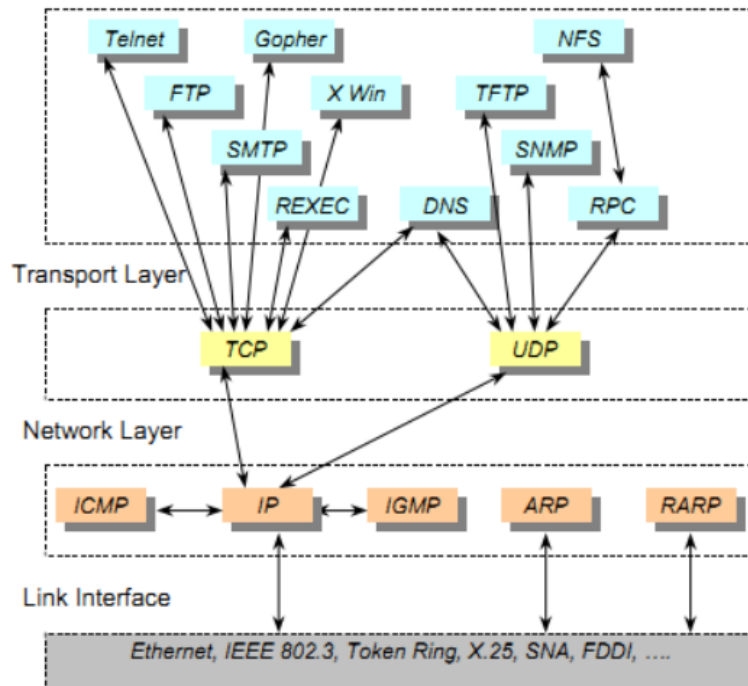 Telnet
Gopher
NFS
FTP
X Win
TFTP
SMTP
SNMP
REXEC
DNS
RPC
Transport Layer
TCP
UDP
Network Layer
ICMP
IP
IGMP
ARP
RARP
Link Interface
Ethernet, IEEE 802.3, Token Ring, X.25, SNA, FDDI, ....